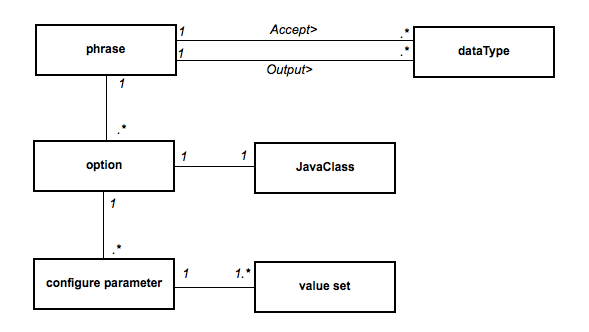 1
Accept>
.*
phrase
dataType
1
.*
Output>
1
.*
option
1
1
JavaClass
1
.*
configure parameter
1
1.*
value set